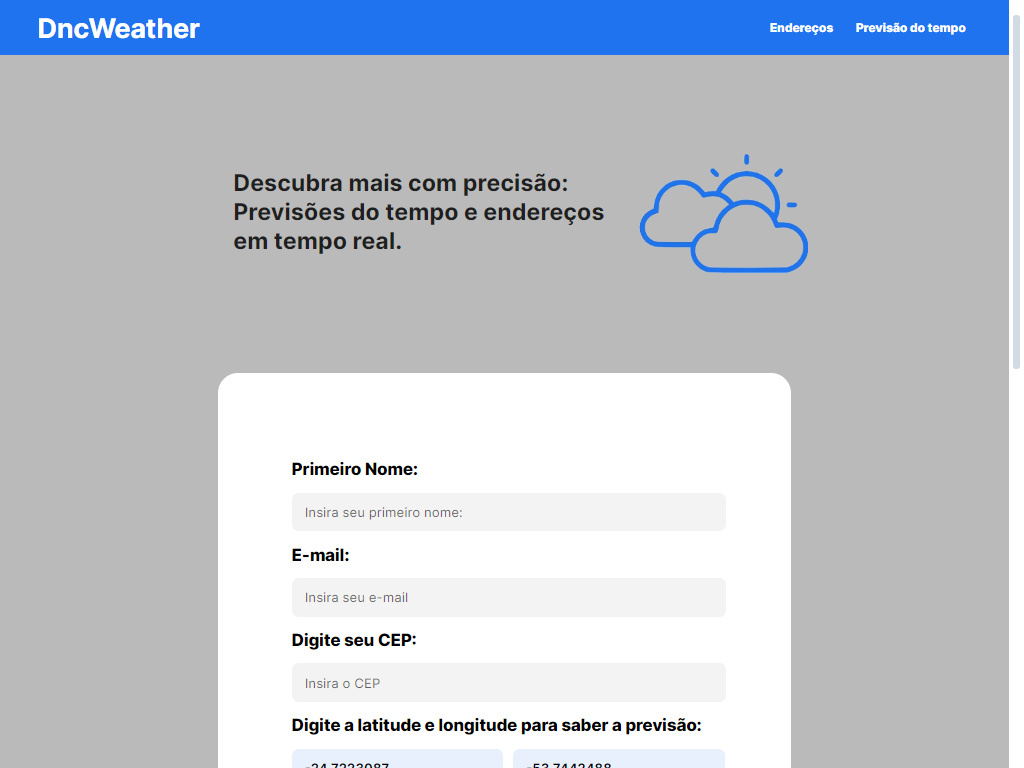 DncWeather
Endereços
Previsão do tempo
Descubra mais com precisão:
Previsões do tempo e endereços
em tempo real.
Primeiro Nome:
Insira seu primeiro nome:
E-mail:
Insira seu e-mail
Digite seu CEP:
Insira o CEP
Digite a latitude e longitude para saber a previsão:
-24.7223087
-53.7442488